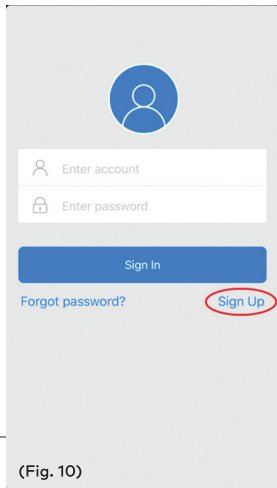 Enter account
Enter password
Sign In
Forgot password? Sign Up
(Fig. 10)